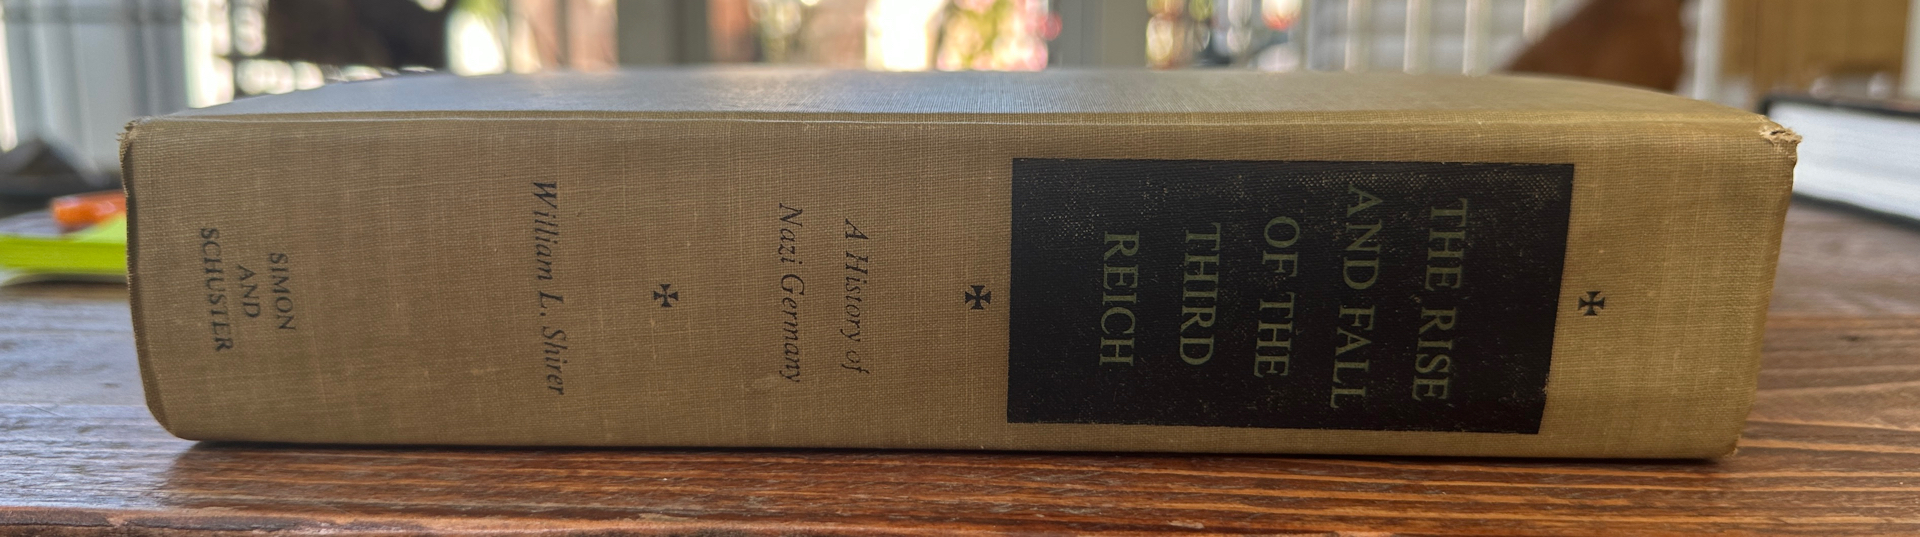 THE RISE
AND FALL
OF THE
THIRD
REICH
A History of
Nazi Germany
William L. Shirer
SIMON
AND
SCHUSTER